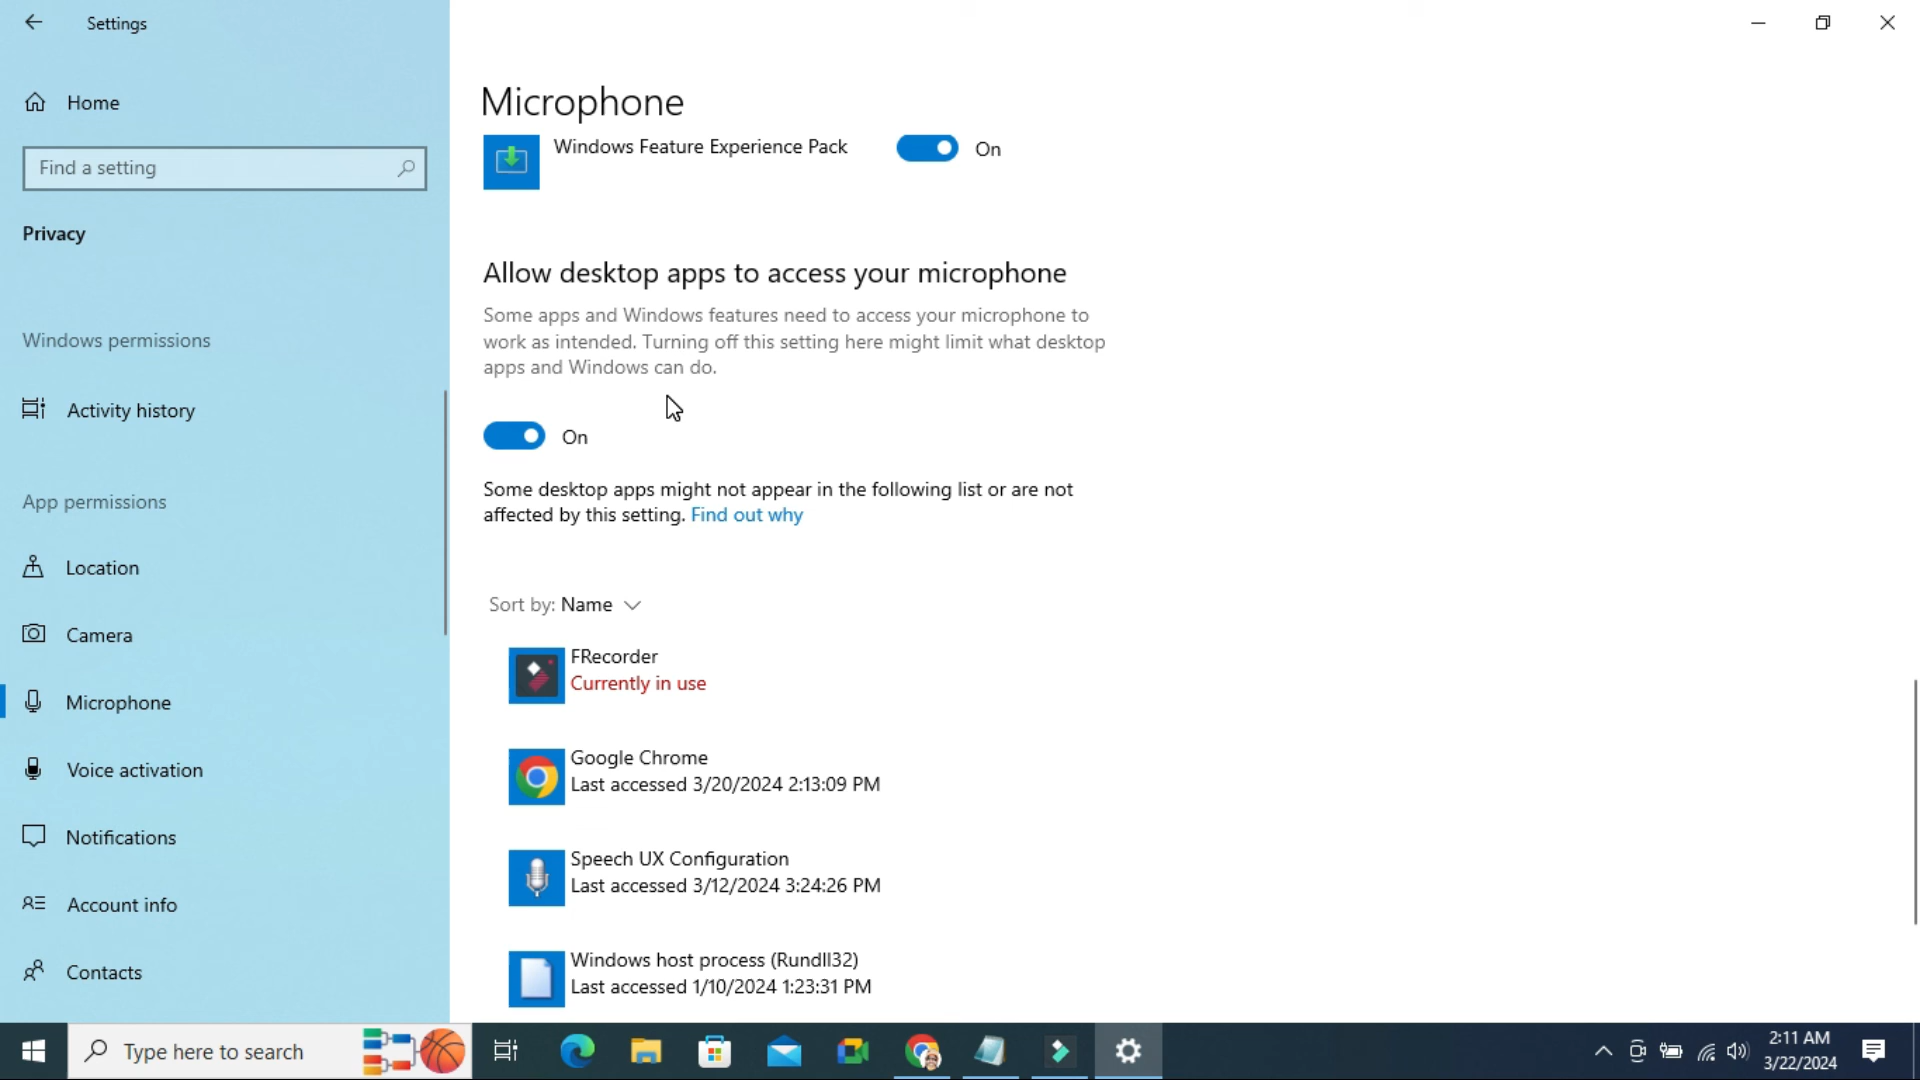 Settings
Home
Find a setting
Privacy
Windows permissions
Activity history
App permissions
Location
Camera
Microphone
Voice activation
Notifications
Account info
Contacts
Microphone
Windows Feature Experience Pack
On
Allow desktop apps to access your microphone
Some apps and Windows features need to access your microphone to
work as intended. Turning off this setting here might limit what desktop
apps and Windows can do.
On
Some desktop apps might not appear in the following list or are not
affected by this setting. Find out why
Sort by: Name
FRecorder
Currently in use
Google Chrome
Last accessed 3/20/2024 2:13:09 PM
Speech UX Configuration
Last accessed 3/12/2024 3:24:26 PM
Windows host process (Rundll32)
Last accessed 1/10/2024 1:23:31 PM
Type here to search
2:11 AM
3/22/2024